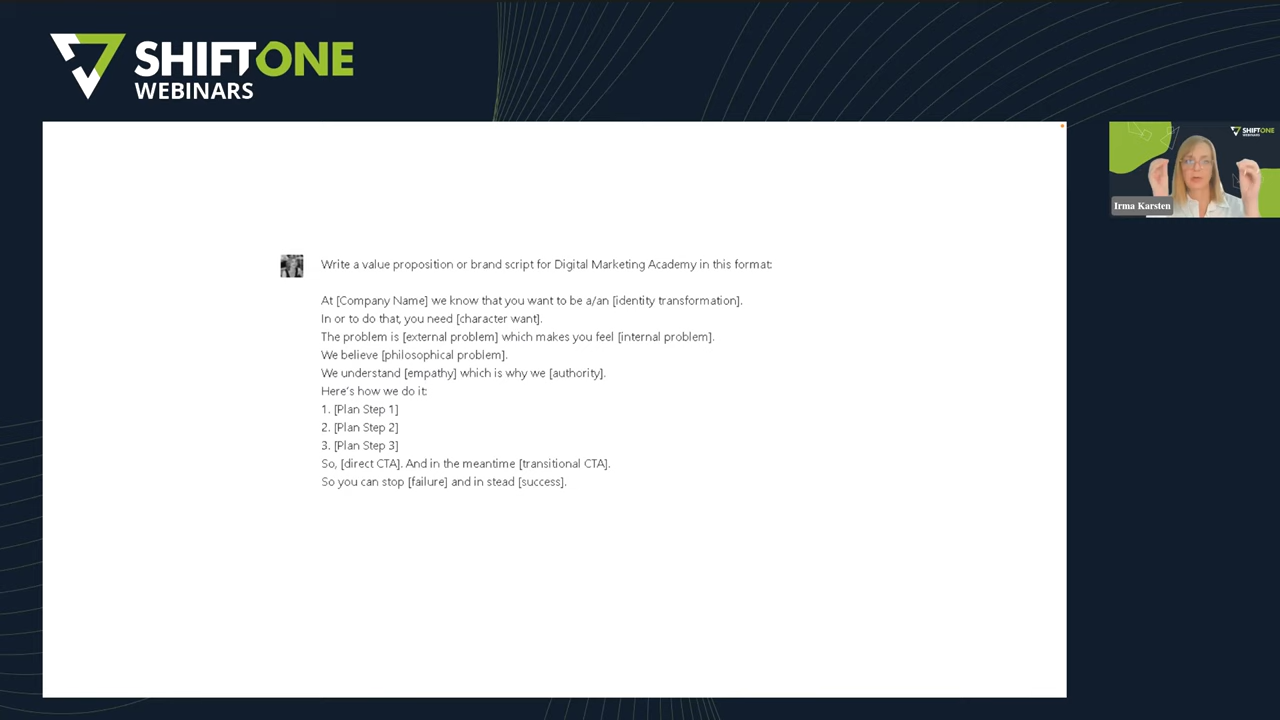 SHIFTONE
WEBINARS
SHIFTONE
WEBINARS
Irma Karsten
Write a value proposition or brand script for Digital Marketing Academy in this format:
At [Company Name] we know that you want to be a/an [identity transformation].
In or to do that, you need [character want].
The problem is [external problem] which makes you feel [internal problem].
We believe [philosophical problem].
We understand [empathy] which is why we [authority].
Here's how we do it:
1. [Plan Step 1]
2. [Plan Step 2]
3. [Plan Step 3]
So, [direct CTA]. And in the meantime [transitional CTA].
So you can stop [failure] and in stead [success].